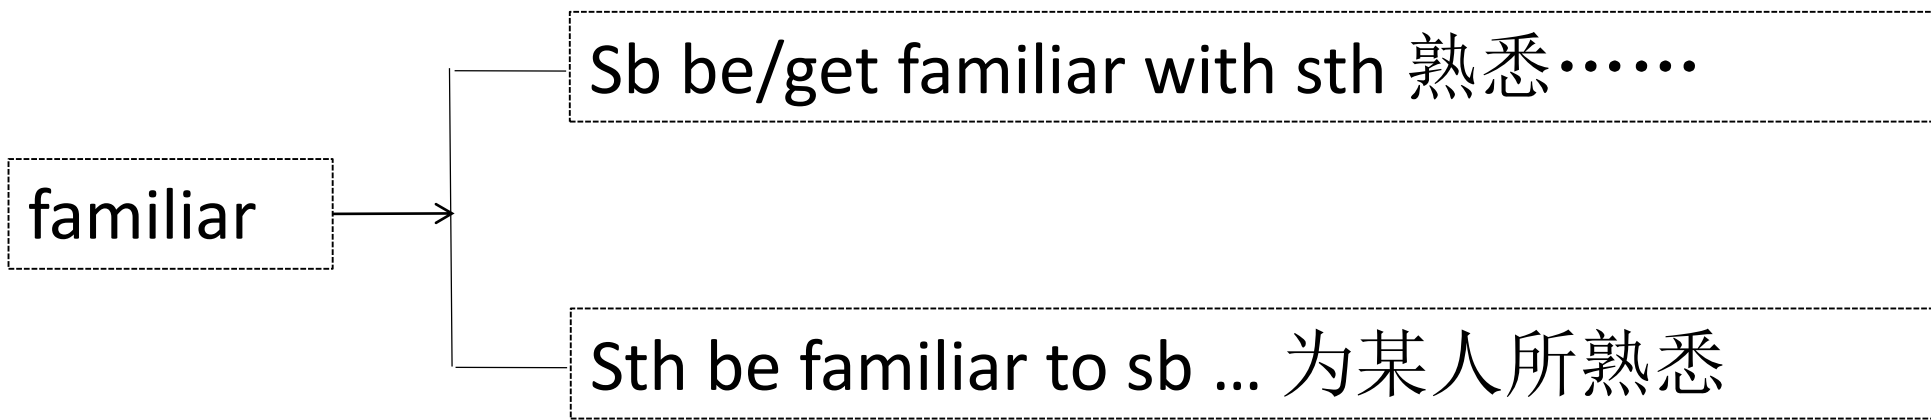 Sb be/get familiar with sth 熟悉……
familiar
Sth be familiar to sb … 为某人所熟悉